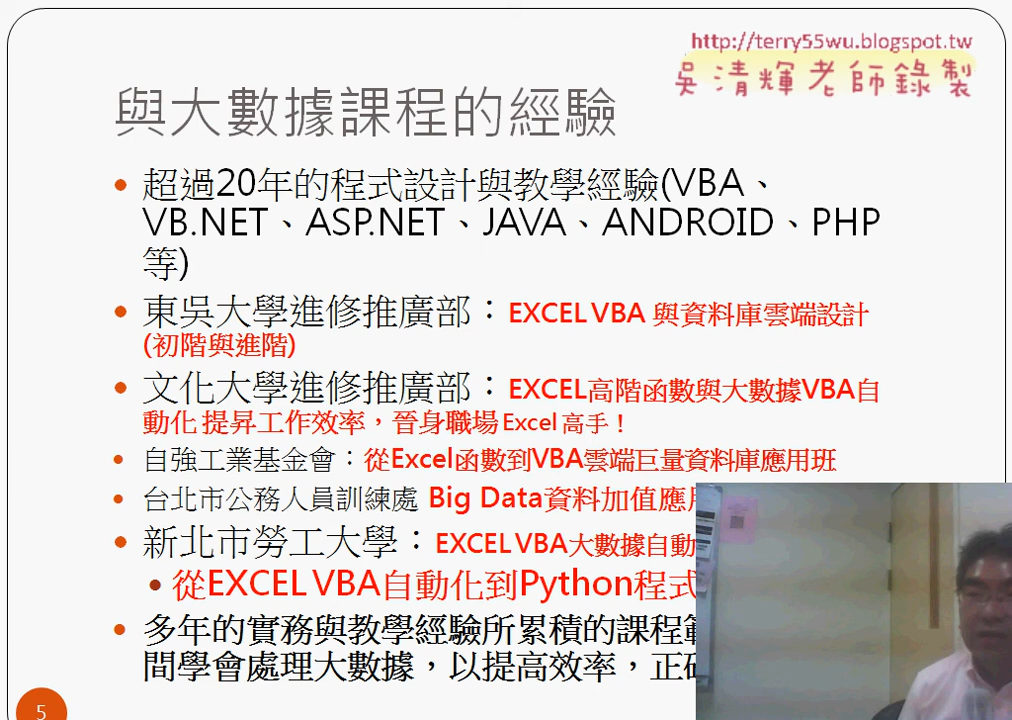 http://terry55wu.blogspot.tw
吳清輝老師錄製
與大數據課程的經驗
超過20年的程式設計與教學經驗(VBA、
VB.NET、ASP.NET、JAVA、ANDROID、PHP
等)
東吳大學進修推廣部：EXCEL VBA 與資料庫雲端設計
(初階與進階)
文化大學進修推廣部：EXCEL高階函數與大數據VBA自
動化 提昇工作效率，晉身職場 Excel 高手！
自強工業基金會：從Excel函數到VBA雲端巨量資料庫應用班
台北市公務人員訓練處 Big Data資料加值應
新北市勞工大學：EXCEL VBA大數據自動
從EXCEL VBA自動化到Python程式
多年的實務與教學經驗所累積的課程
間學會處理大數據，以提高效率，正
5